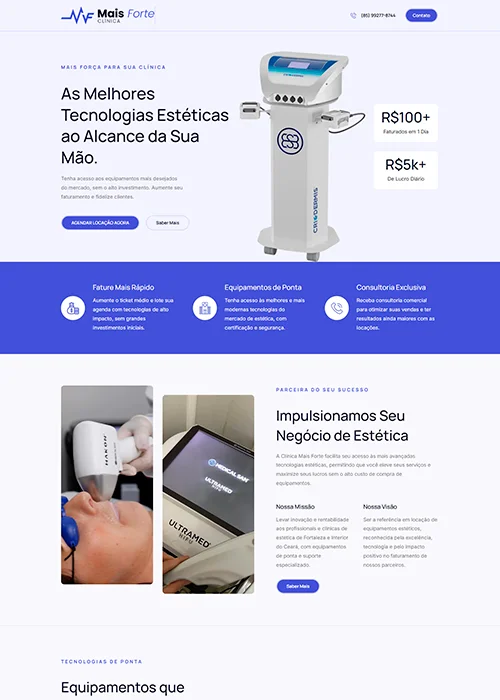 Mais Forte
CLÍNICA
(85) 99277-8744
Contato
MAIS FORÇA PARA SUA CLÍNICA
As Melhores
Tecnologias Estéticas
ao Alcance da Sua
Mão.
Tenha acesso aos equipamentos mais desejados
do mercado, sem o alto investimento. Aumente seu
faturamento e fidelize clientes.
AGENDAR LOCAÇÃO AGORA
Saber Mais
CRIODERMIS
R$100+
Faturados em 1 Dia
R$5k+
De Lucro Diário
Fature Mais Rápido
Aumente o ticket médio e lote sua
agenda com tecnologias de alto
impacto, sem grandes
investimentos iniciais.
Equipamentos de Ponta
Tenha acesso às melhores e mais
modernas tecnologias do
mercado de estética, com
certificação e segurança.
Consultoria Exclusiva
Receba consultoria comercial
para otimizar suas vendas e ter
resultados ainda maiores com as
locações.
HAKON
MEDICAL SAN
ULTRAMED
HIFU
ULTRAMED
HIFU
PARCEIRA DO SEU SUCESSO
Impulsionamos Seu
Negócio de Estética
A Clínica Mais Forte facilita seu acesso às mais avançadas
tecnologias estéticas, permitindo que você eleve seus serviços e
maximize seus lucros sem o alto custo de compra de
equipamentos.
Nossa Missão
Levar inovação e rentabilidade
aos profissionais e clínicas de
estética de Fortaleza e Interior
do Ceará, com equipamentos
de ponta e suporte
especializado.
Nossa Visão
Ser a referência em locação de
equipamentos estéticos,
reconhecida pela excelência,
tecnologia e pelo impacto
positivo no faturamento de
nossos parceiros.
Saber Mais
TECNOLOGIAS DE PONTA
Equipamentos que